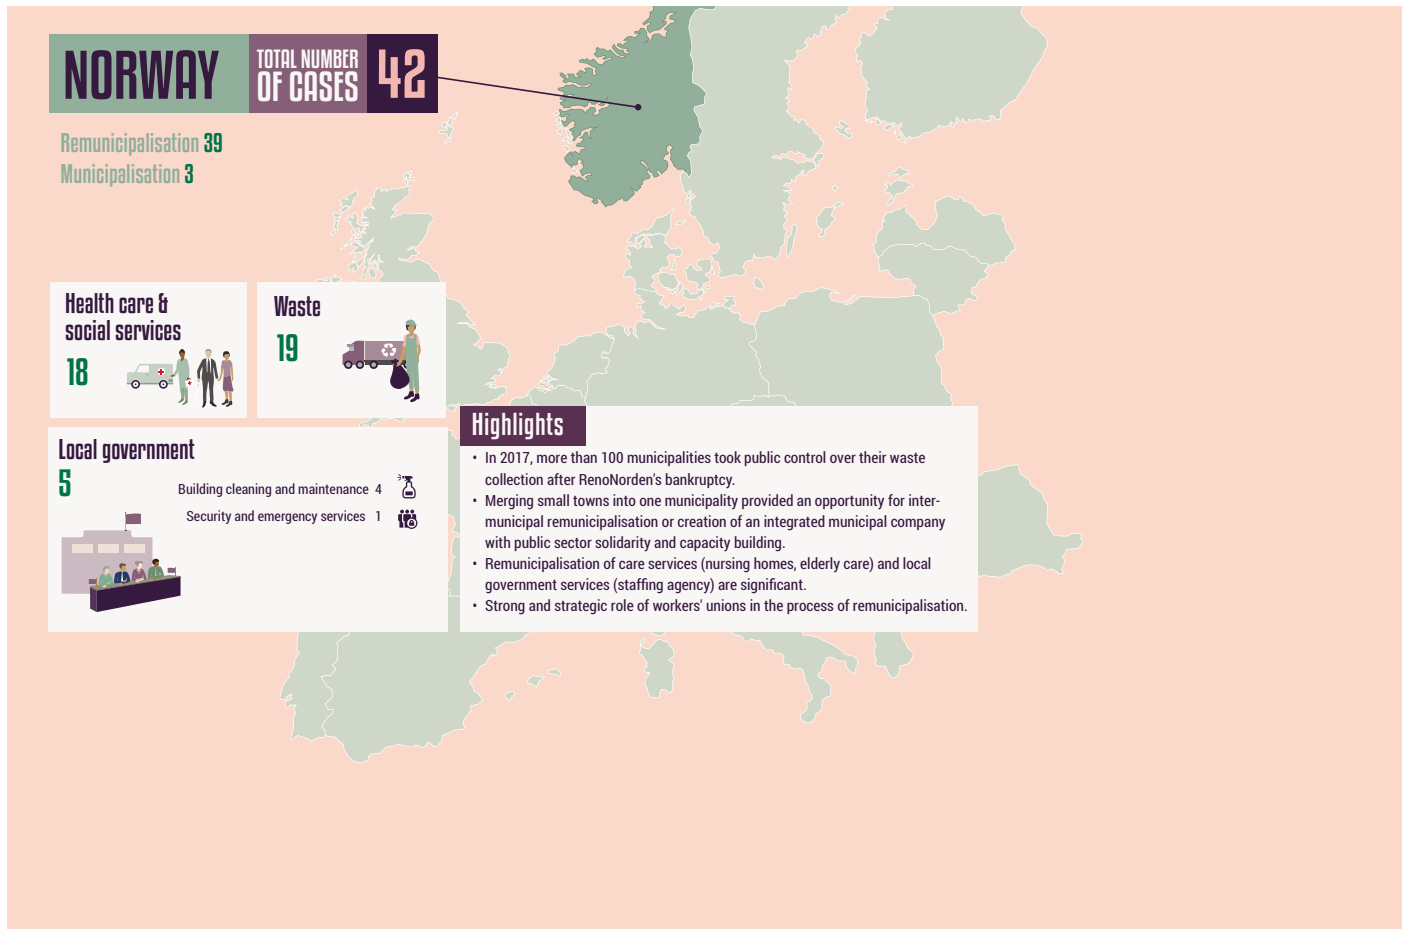 NORWAY
TOTAL NUMBER
OF CASES
42
Remunicipalisation 39
Municipalisation 3
Health care &
social services
18
Waste
19
Local government
5
Building cleaning and maintenance 4
Security and emergency services 1
Highlights
• In 2017, more than 100 municipalities took public control over their waste
collection after RenoNorden's bankruptcy.
• Merging small towns into one municipality provided an opportunity for inter-
municipal remunicipalisation or creation of an integrated municipal company
with public sector solidarity and capacity building.
• Remunicipalisation of care services (nursing homes, elderly care) and local
government services (staffing agency) are significant.
• Strong and strategic role of workers' unions in the process of remunicipalisation.